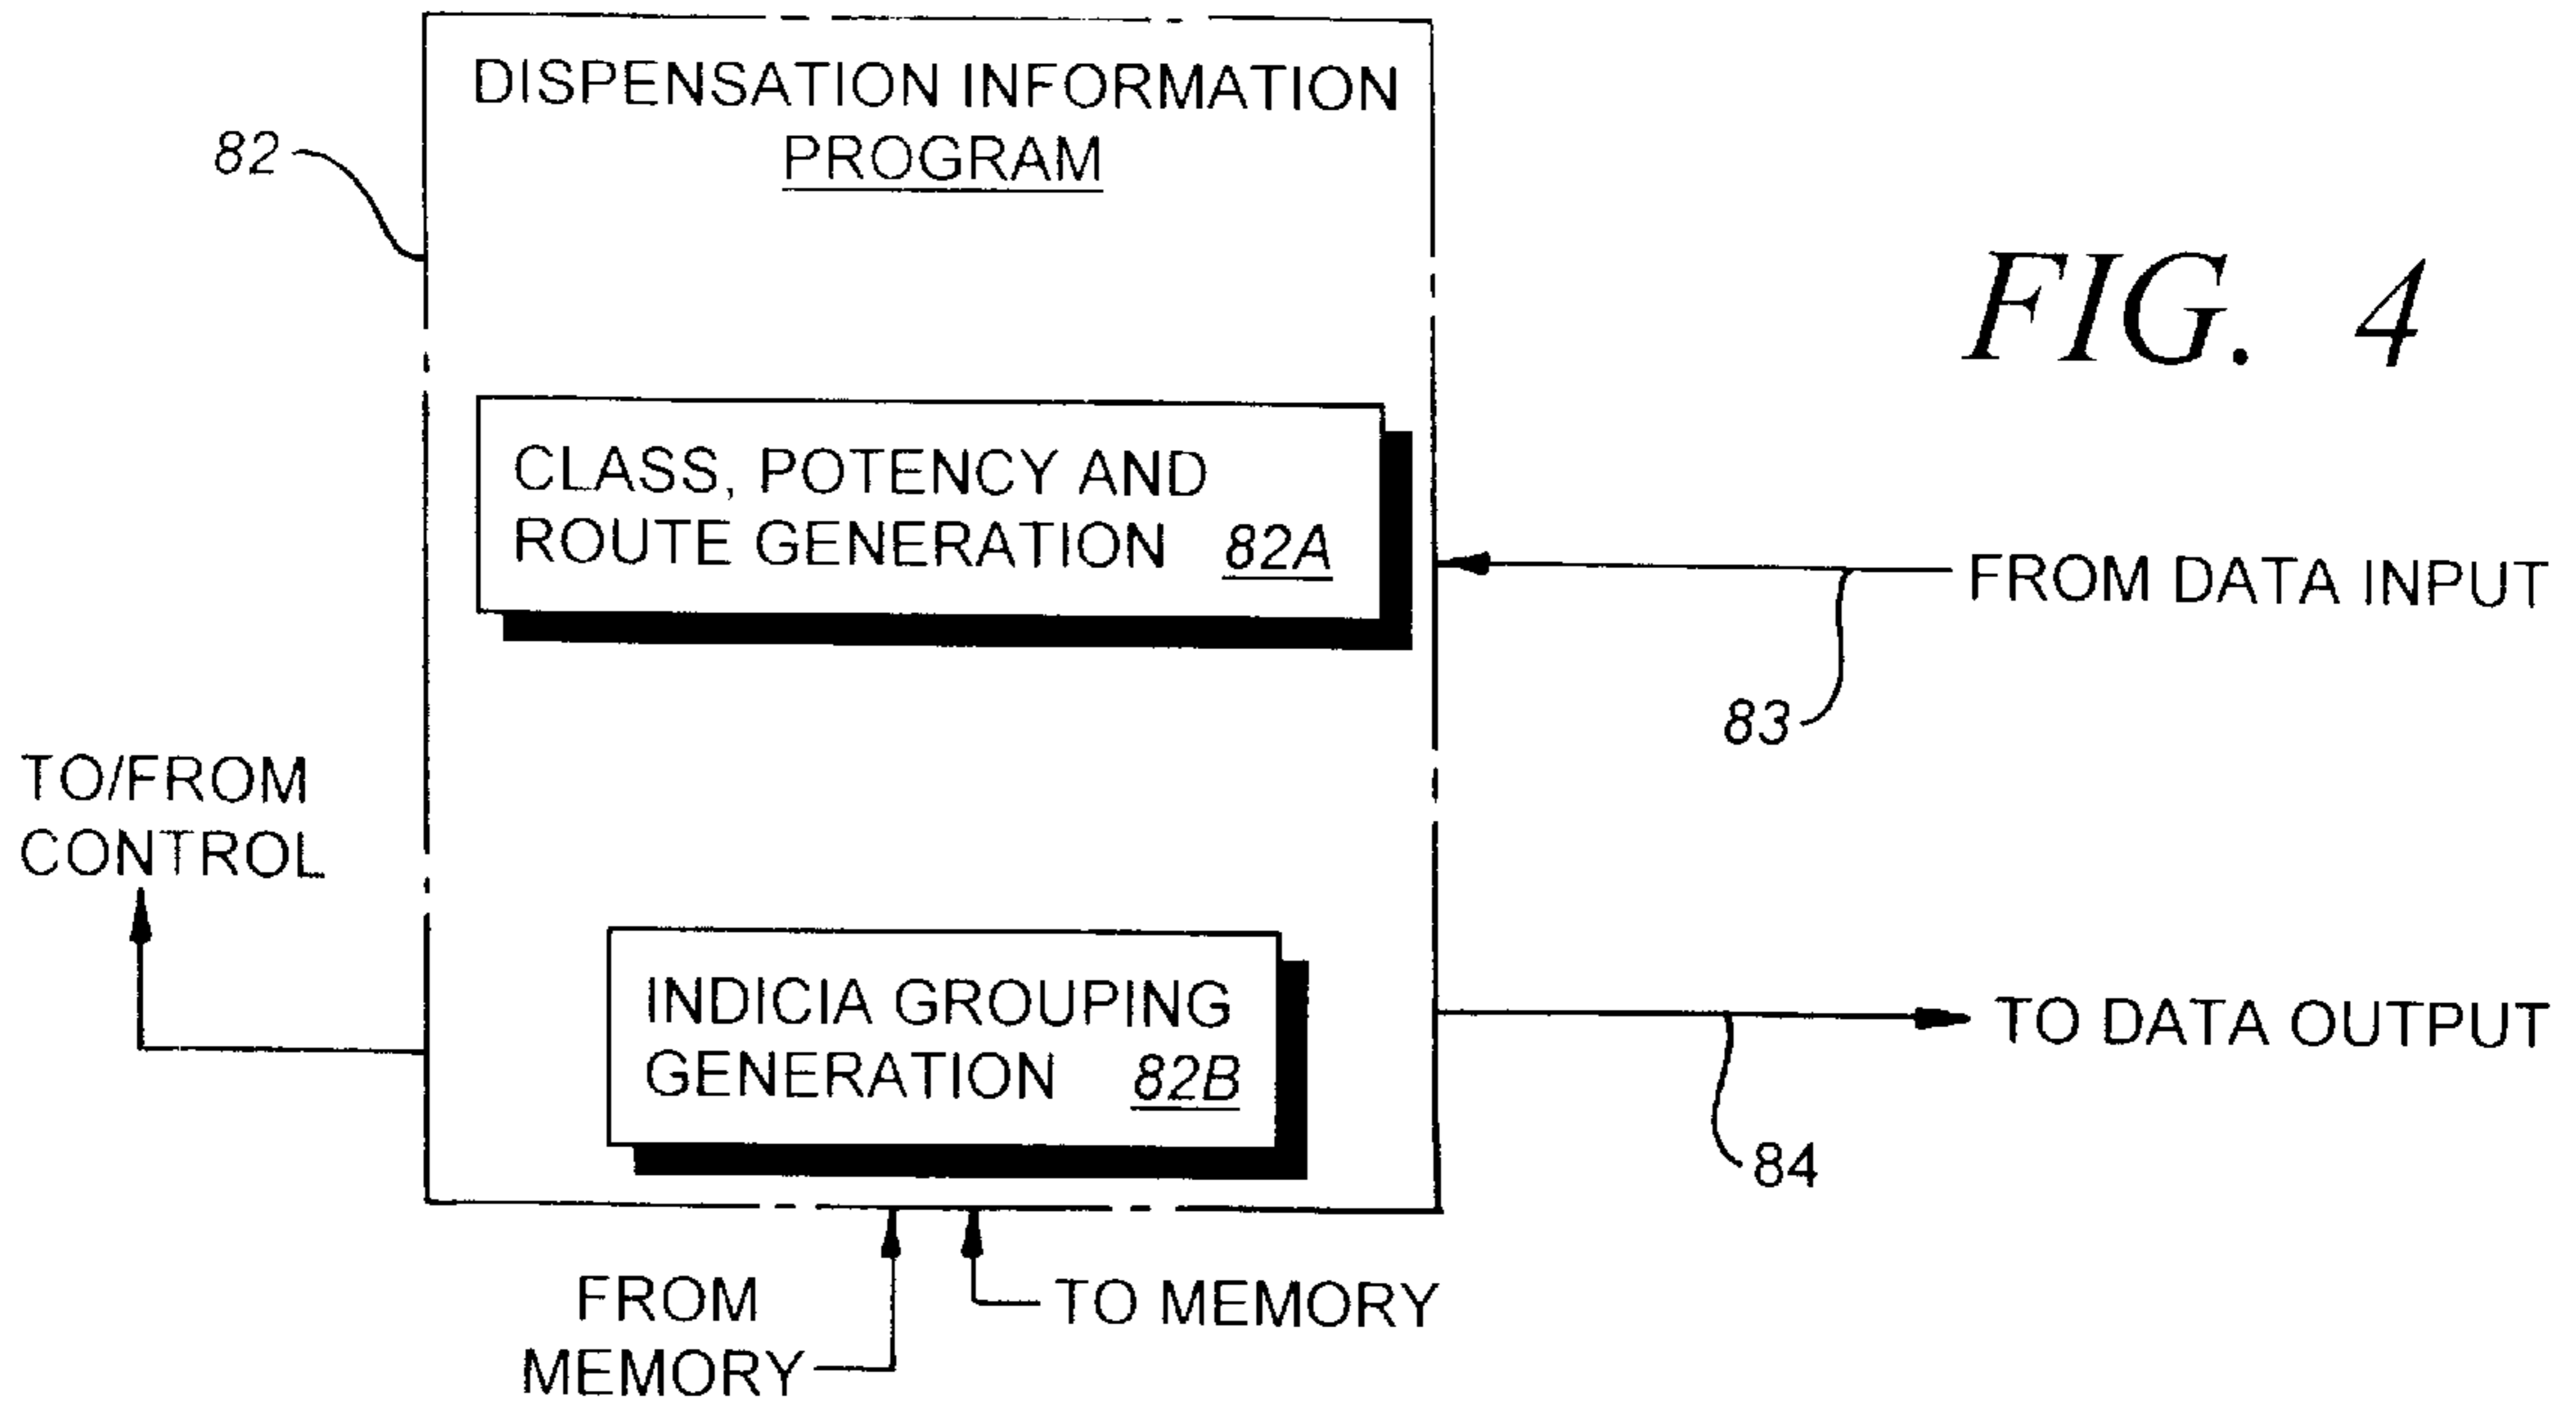 DISPENSATION INFORMATION
PROGRAM
82
FIG. 4
CLASS, POTENCY AND
ROUTE GENERATION 82A
FROM DATA INPUT
83
TO/FROM
CONTROL
INDICIA GROUPING
GENERATION 82B
TO DATA OUTPUT
84
FROM
MEMORY
TO MEMORY